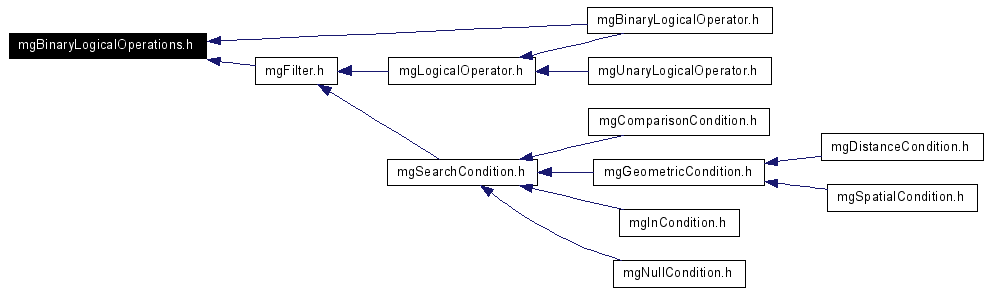 mgBinaryLogicalOperator.h
mgBinaryLogicalOperations.h
mgFilter.h
mgLogicalOperator.h
mgUnaryLogicalOperator.h
mgComparisonCondition.h
mgDistanceCondition.h
mgSearchCondition.h
mgGeometricCondition.h
mgSpatialCondition.h
mgInCondition.h
mgNullCondition.h